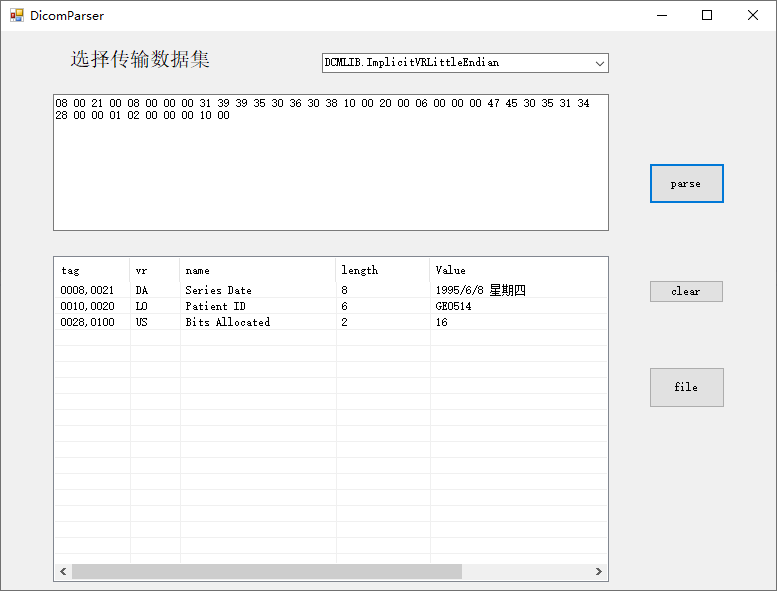 DicomParser
选择传输数据集 DCMLIB.ImplicitVRLittleEndian
08 00 21 00 08 00 00 00 31 39 39 35 30 36 30 38 10 00 20 00 06 00 00 00 47 45 30 35 31 34
28 00 00 01 02 00 00 00 10 00
parse
tag vr name length Value
0008,0021 DA Series Date 8 1995/6/8 星期四
0010,0020 LO Patient ID 6 GE0514
0028,0100 US Bits Allocated 2 16
clear
file